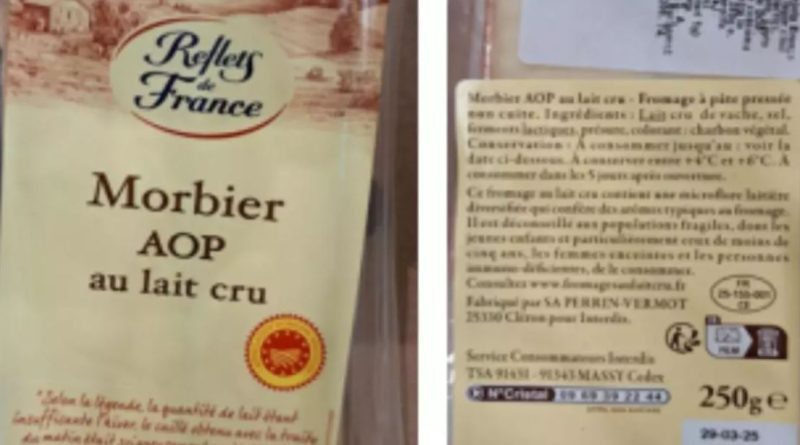 Reflets
de
France
Morbier
AOP
au lait cru
"Selon la légende, la quantité de lait étant
insuffisante l'hiver, le caillé obtenu avec la traite
du matin était
Morbier AOP au lait cru - Fromage à pâte pressée
non cuite. Ingrédients : Lait cru de vache, sel,
ferments lactiques, présure, colorant : charbon végétal.
Conservation : À consommer jusqu'au : voir la
date ci-dessous. À conserver entre +4°C et +6°C. À
consommer dans les 5 jours après ouverture.
Ce fromage au lait cru contient une microflore laitière
diversifiée qui confère des arômes typiques au fromage.
Il est déconseillé aux populations fragiles, dont les
jeunes enfants et particulièrement ceux de moins de
cinq ans, les femmes enceintes et les personnes
immuno-déficientes, de le consommer.
Consultez www.fromagesaulaitcru.fr
Fabriqué par SA PERRIN-VERMOT
25330 Cléron pour Interdis.
FR
25-155-001
CE
FILM
Service Consommateurs Interdis
TSA 91431 - 91343 MASSY Cedex
N°Cristal 09 69 39 22 44
250g e
29-03-25